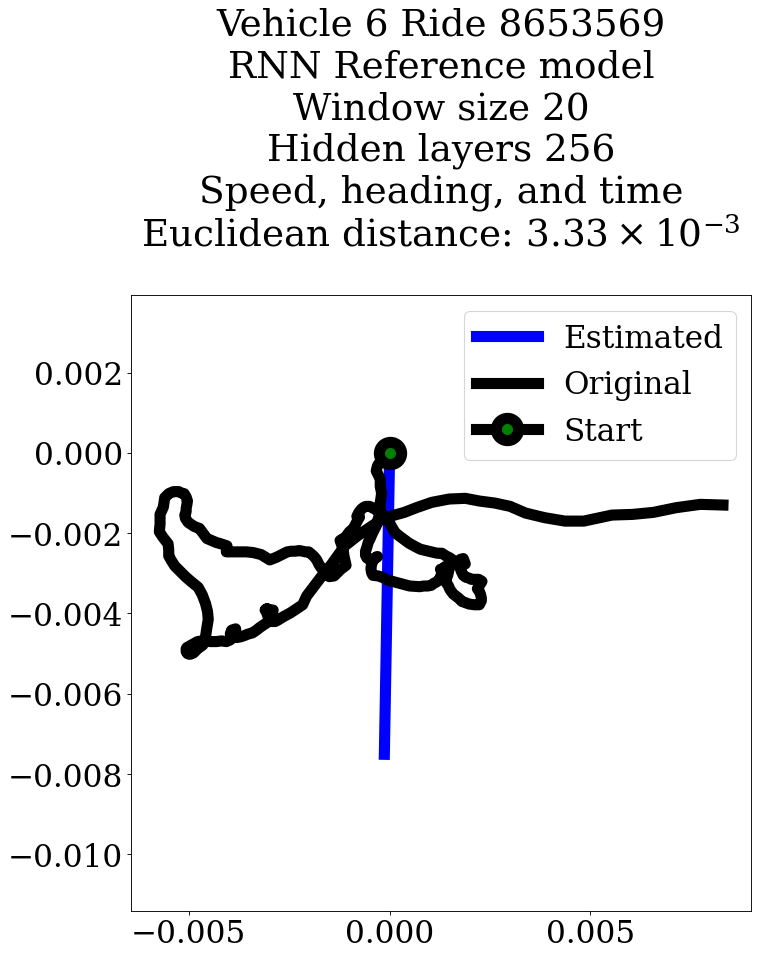 Vehicle 6 Ride 8653569
RNN Reference model
Window size 20
Hidden layers 256
Speed, heading, and time
Euclidean distance: 3.33 × 10⁻³
Estimated
Original
Start
0.002
0.000
−0.002
−0.004
−0.006
−0.008
−0.010
−0.005
0.000
0.005